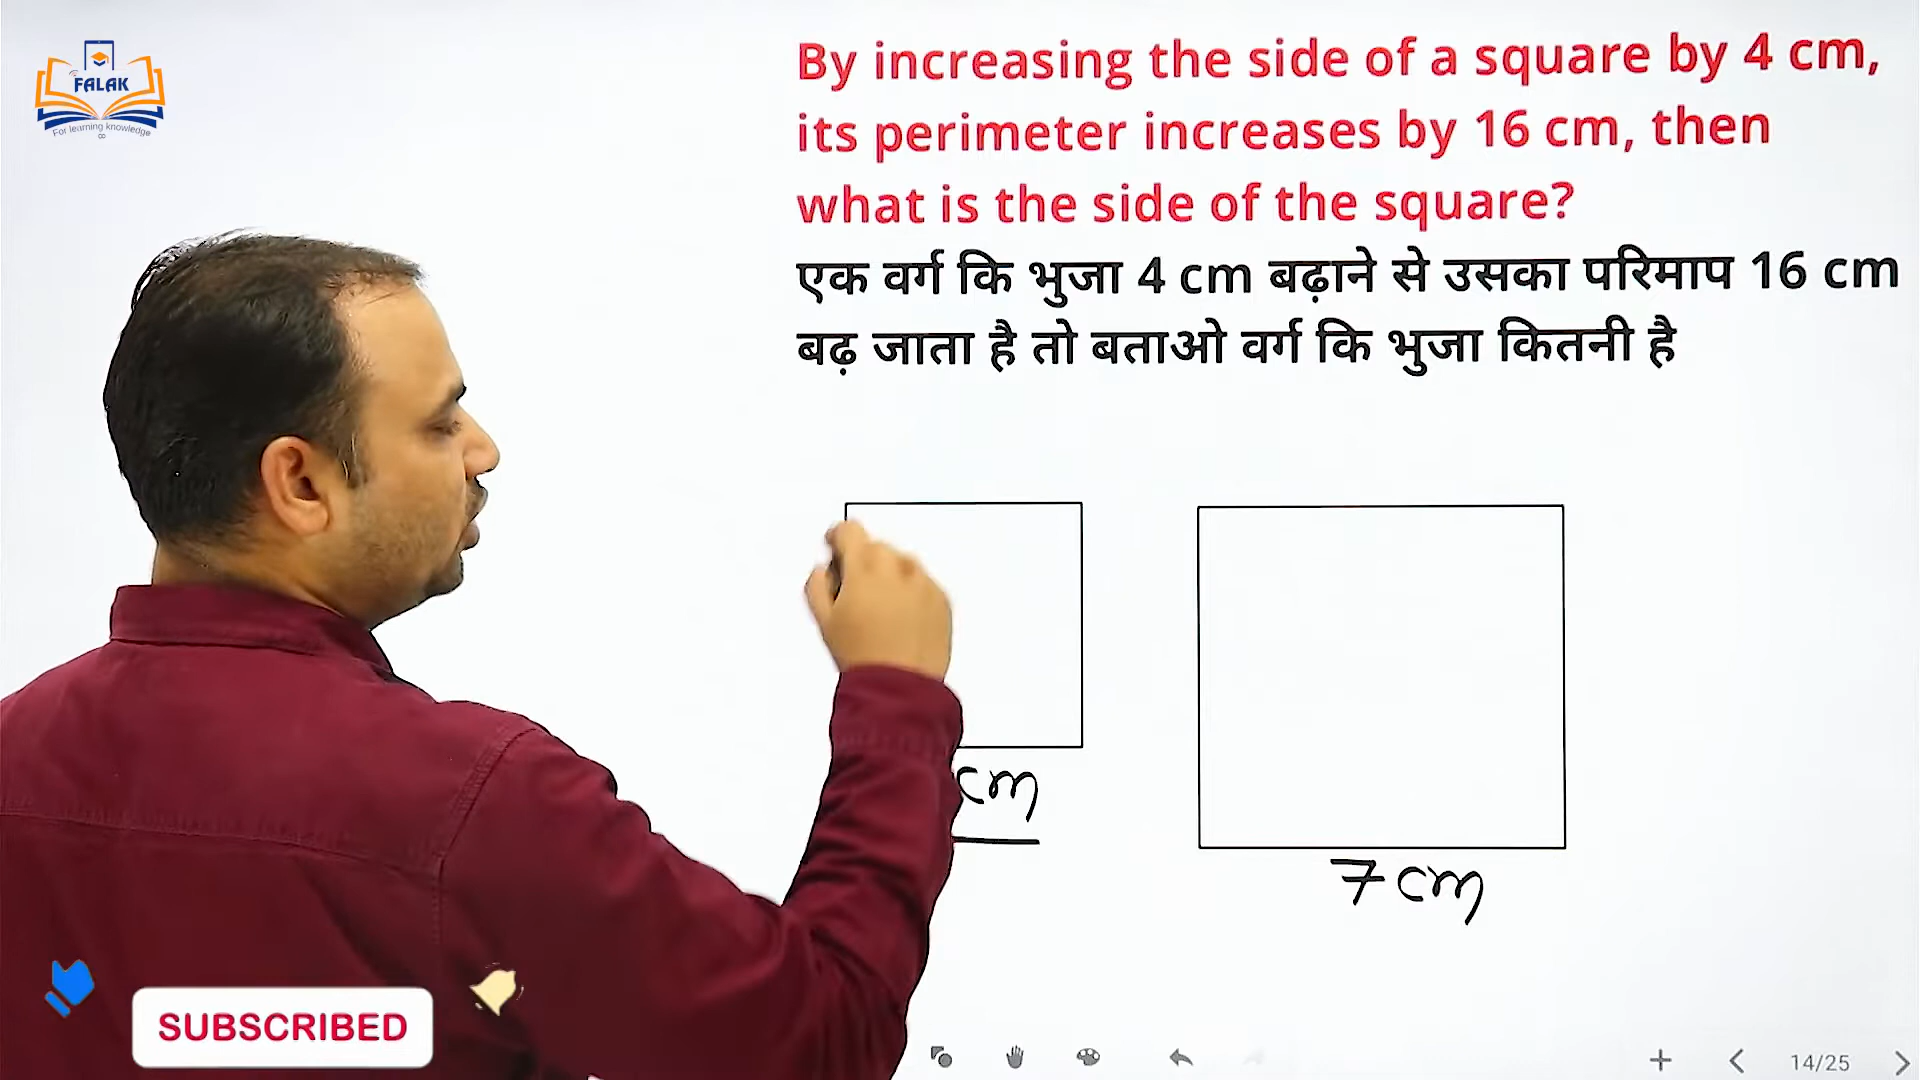 FALAK
For learning knowledge
By increasing the side of a square by 4 cm,
its perimeter increases by 16 cm, then
what is the side of the square?
एक वर्ग कि भुजा 4 cm बढ़ाने से उसका परिमाप 16 cm
बढ़ जाता है तो बताओ वर्ग कि भुजा कितनी है
cm
7 cm
SUBSCRIBED
14/25